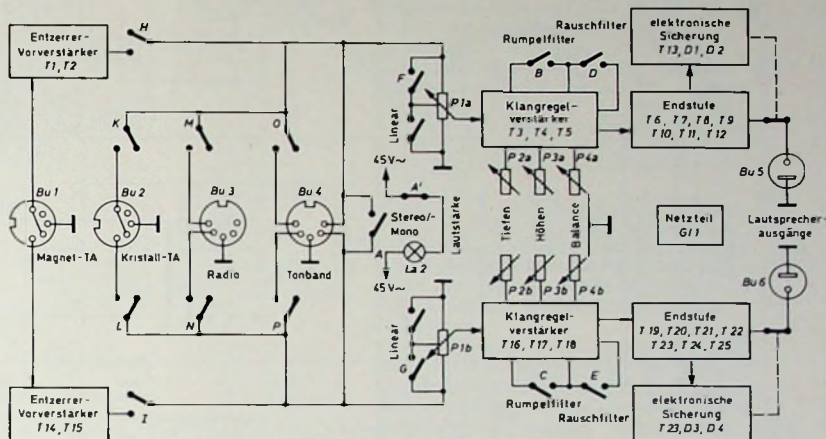 Entzerrer-
Vorverstärker
T1, T2
H
K
M
O
Bu 1
Bu 2
Bu 3
Bu 4
Magnet-TA
Kristall-TA
Radio
Tonband
L
N
P
Entzerrer-
Vorverstärker
T14, T15
I
F
Linear
P1a
45V~
A'
Stereo/-
Mono
A
La 2
Lautstärke
45V~
Linear
G
P1b
Rauschfilter
Rumpelfilter
B
D
Klangregel-
verstärker
T3, T4, T5
P2a
P3a
P4a
Tiefen
Höhen
Balance
P2b
P3b
P4b
Klangregel-
verstärker
T16, T17, T18
C
E
Rumpelfilter
Rauschfilter
elektronische
Sicherung
T13, D1, D2
Endstufe
T6, T7, T8, T9
T10, T11, T12
Bu 5
Netzteil
Gl 1
Lautsprecher-
ausgänge
Bu 6
Endstufe
T19, T20, T21, T22
T23, T24, T25
elektronische
Sicherung
T23, D3, D4